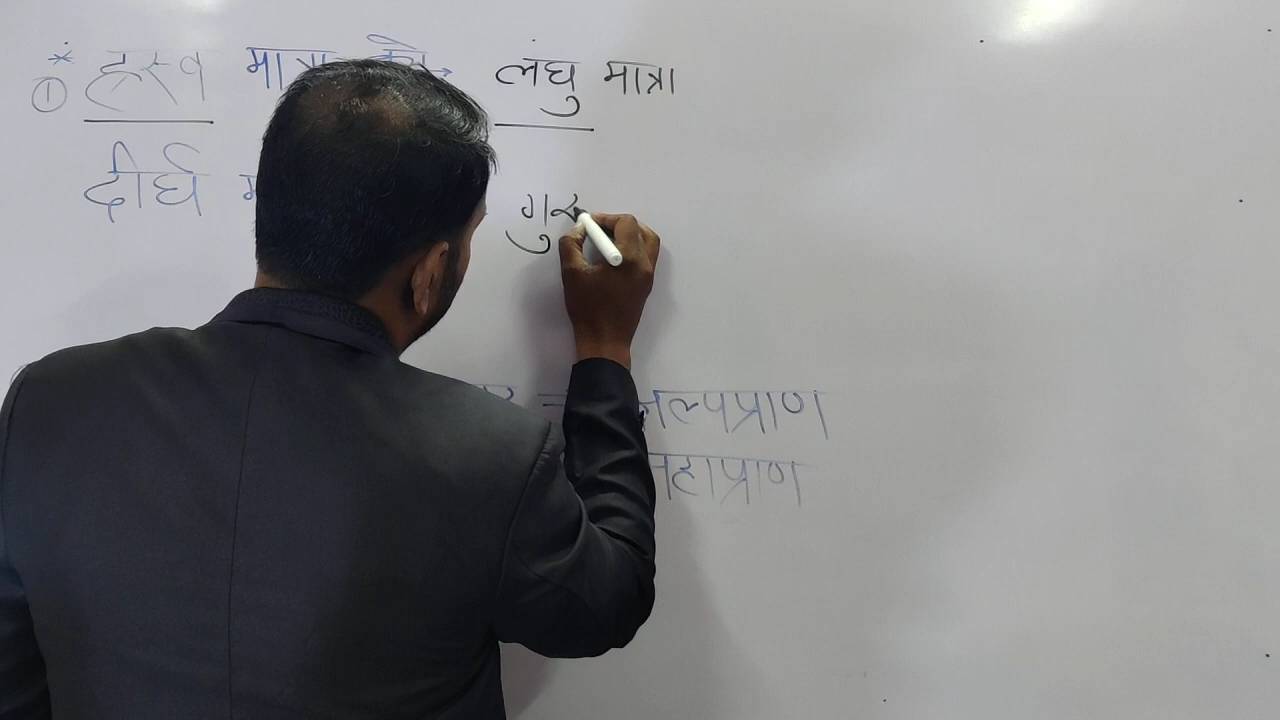 * ① ह्रस्व मात्रा को → लघु मात्रा
दीर्घ गुरु
= अल्पप्राण
महाप्राण